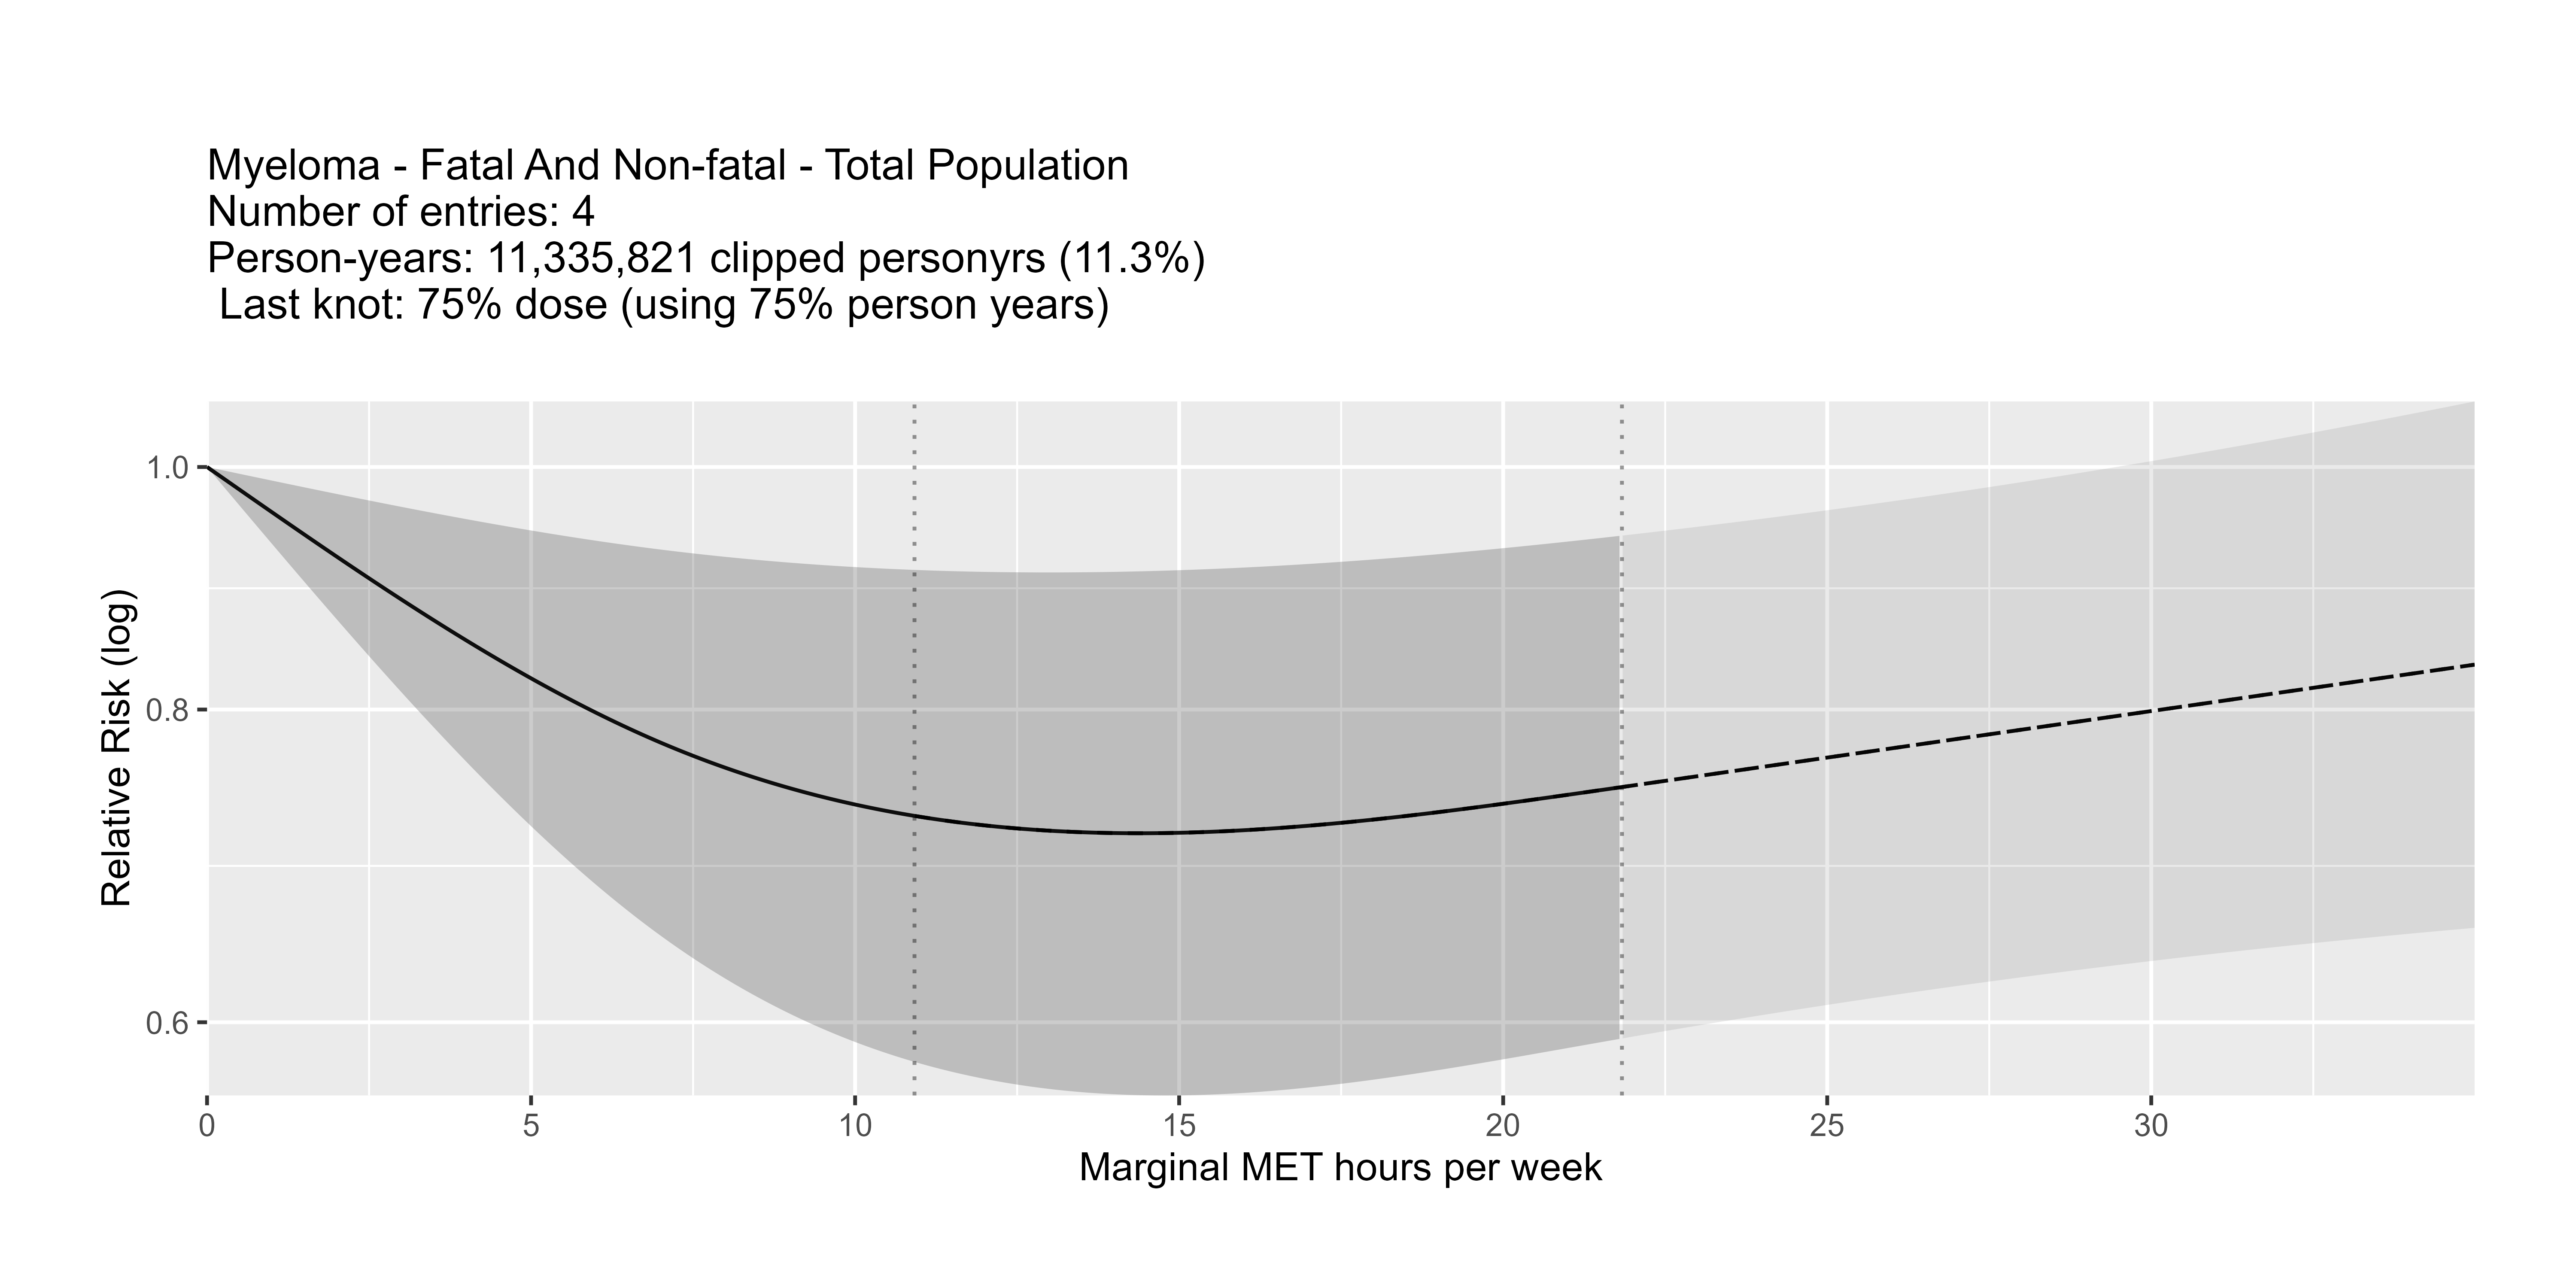 Myeloma - Fatal And Non-fatal - Total Population
Number of entries: 4
Person-years: 11,335,821 clipped personyrs (11.3%)
Last knot: 75% dose (using 75% person years)
Relative Risk (log)
1.0
0.8
0.6
0 5 10 15 20 25 30
Marginal MET hours per week